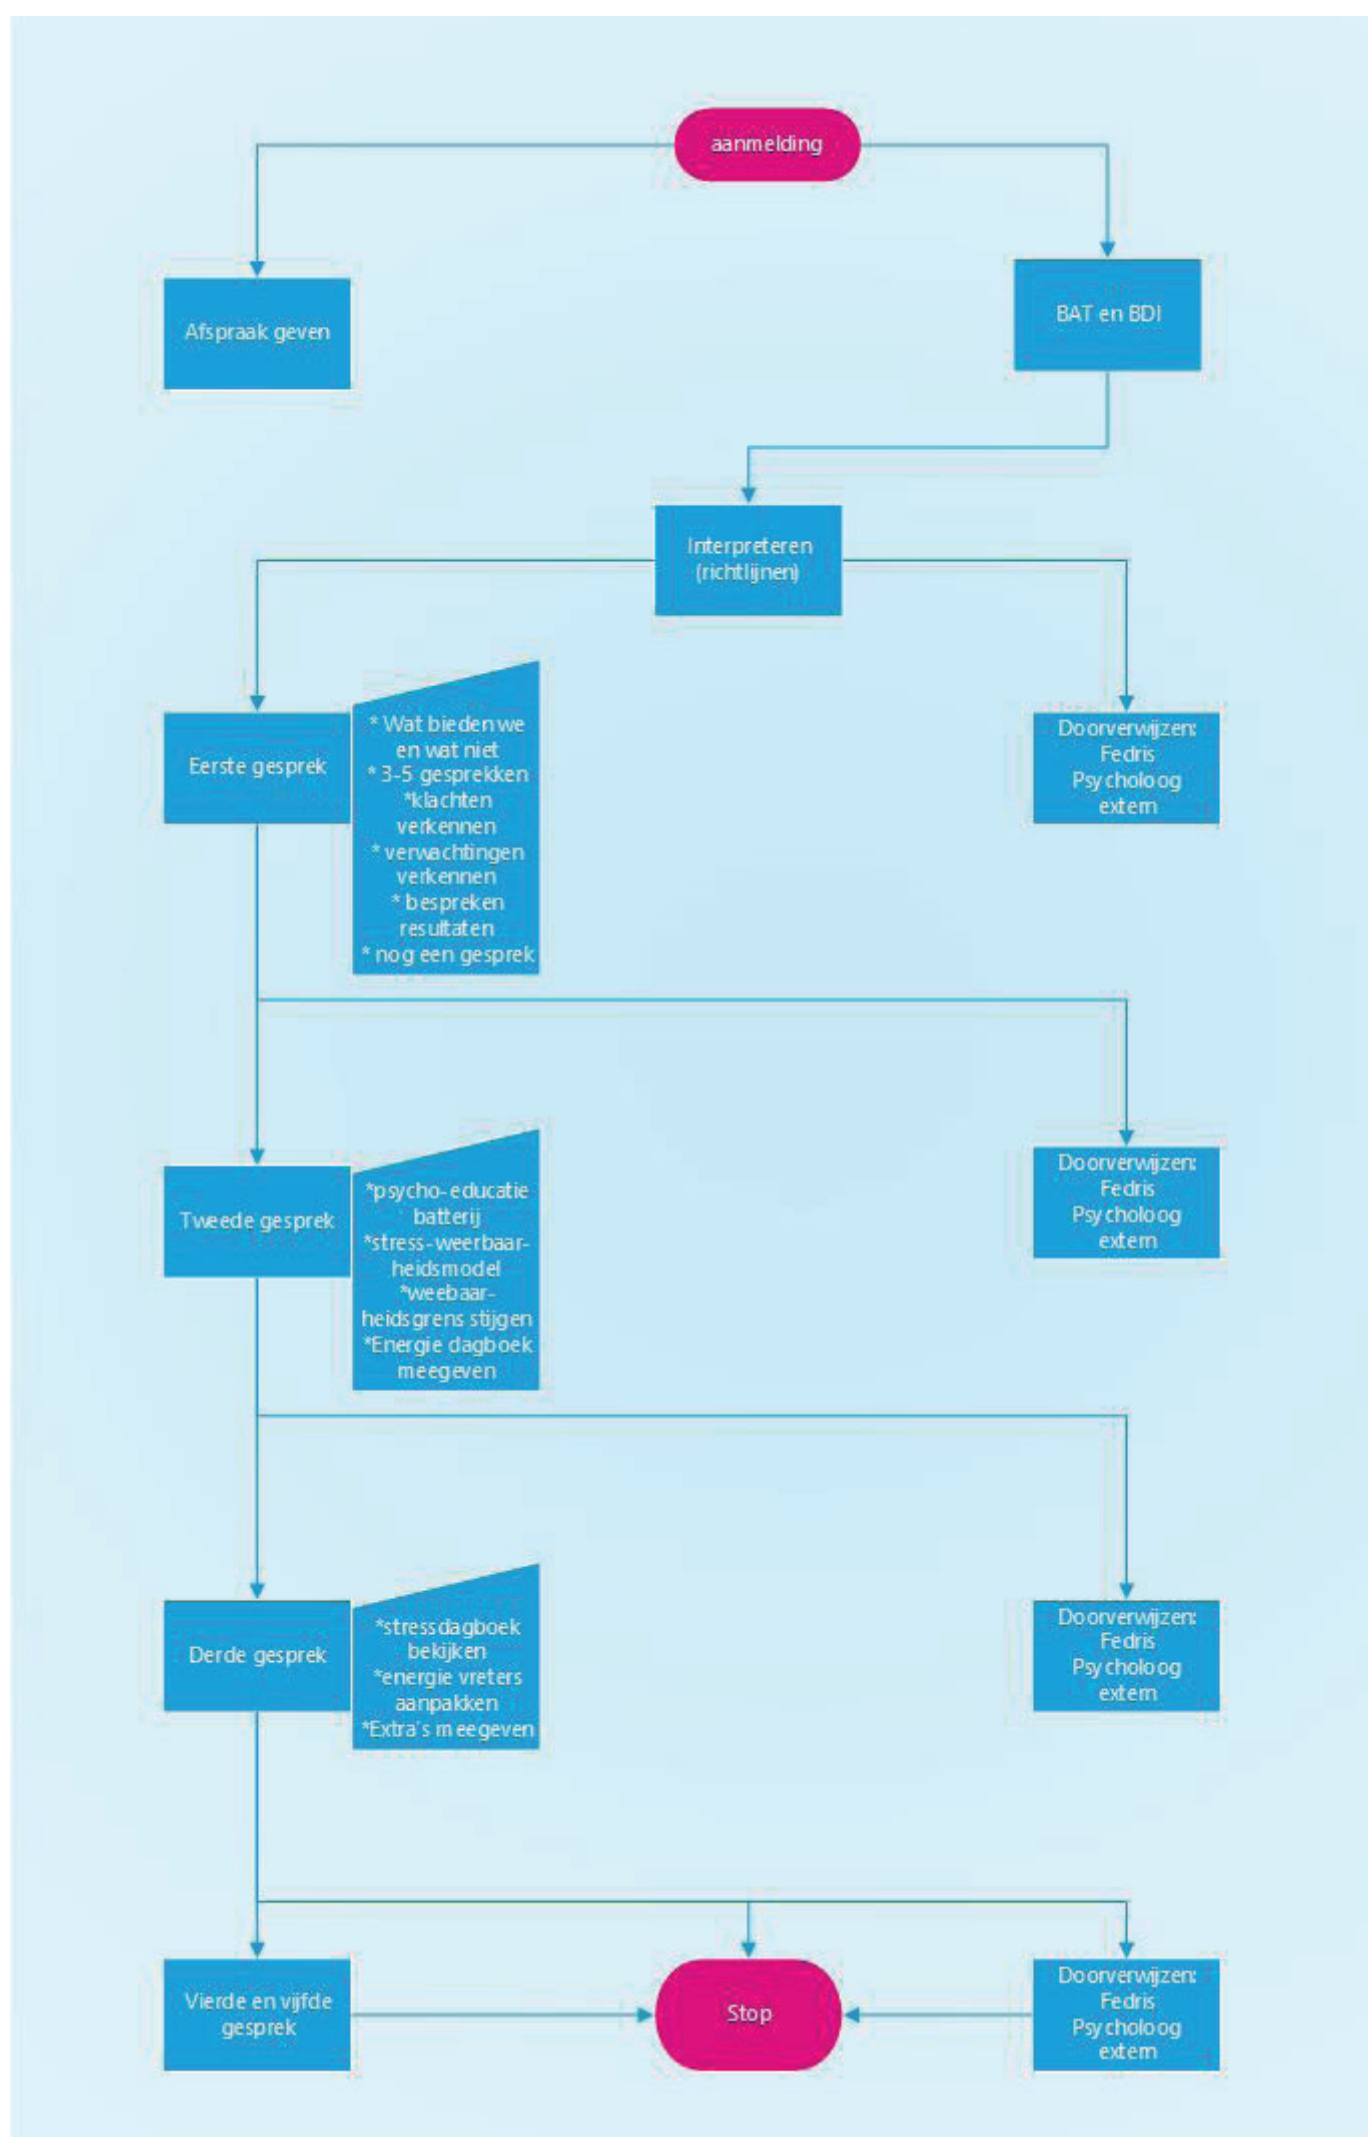 aanmelding
Afspraak geven
BAT en BDI
Interpreteren
(richtlijnen)
Eerste gesprek
* Wat bieden we
en wat niet
* 3-5 gesprekken
*klachten
verkennen
* verwachtingen
verkennen
* bespreken
resultaten
* nog een gesprek
Doorverwijzen:
Fedris
Psycholoog
extern
Tweede gesprek
*psycho-educatie
batterij
*stress-weerbaar-
heidsmodel
*weebaar-
heidsgrens stijgen
*Energie dagboek
meegeven
Doorverwijzen:
Fedris
Psycholoog
extern
Derde gesprek
*stressdagboek
bekijken
*energie vreters
aanpakken
*Extra's meegeven
Doorverwijzen:
Fedris
Psycholoog
extern
Vierde en vijfde
gesprek
Stop
Doorverwijzen:
Fedris
Psycholoog
extern